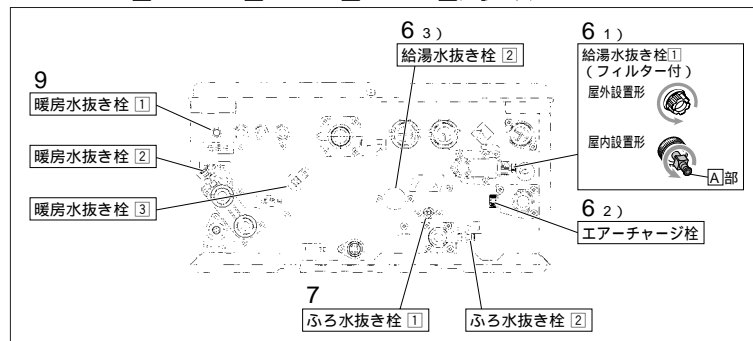 6 3)
給湯水抜き栓 2
6 1)
給湯水抜き栓1
(フィルター付)
屋外設置形
屋内設置形
A部
9
暖房水抜き栓 1
暖房水抜き栓 2
暖房水抜き栓 3
6 2)
エアーチャージ栓
7
ふろ水抜き栓 1
ふろ水抜き栓 2